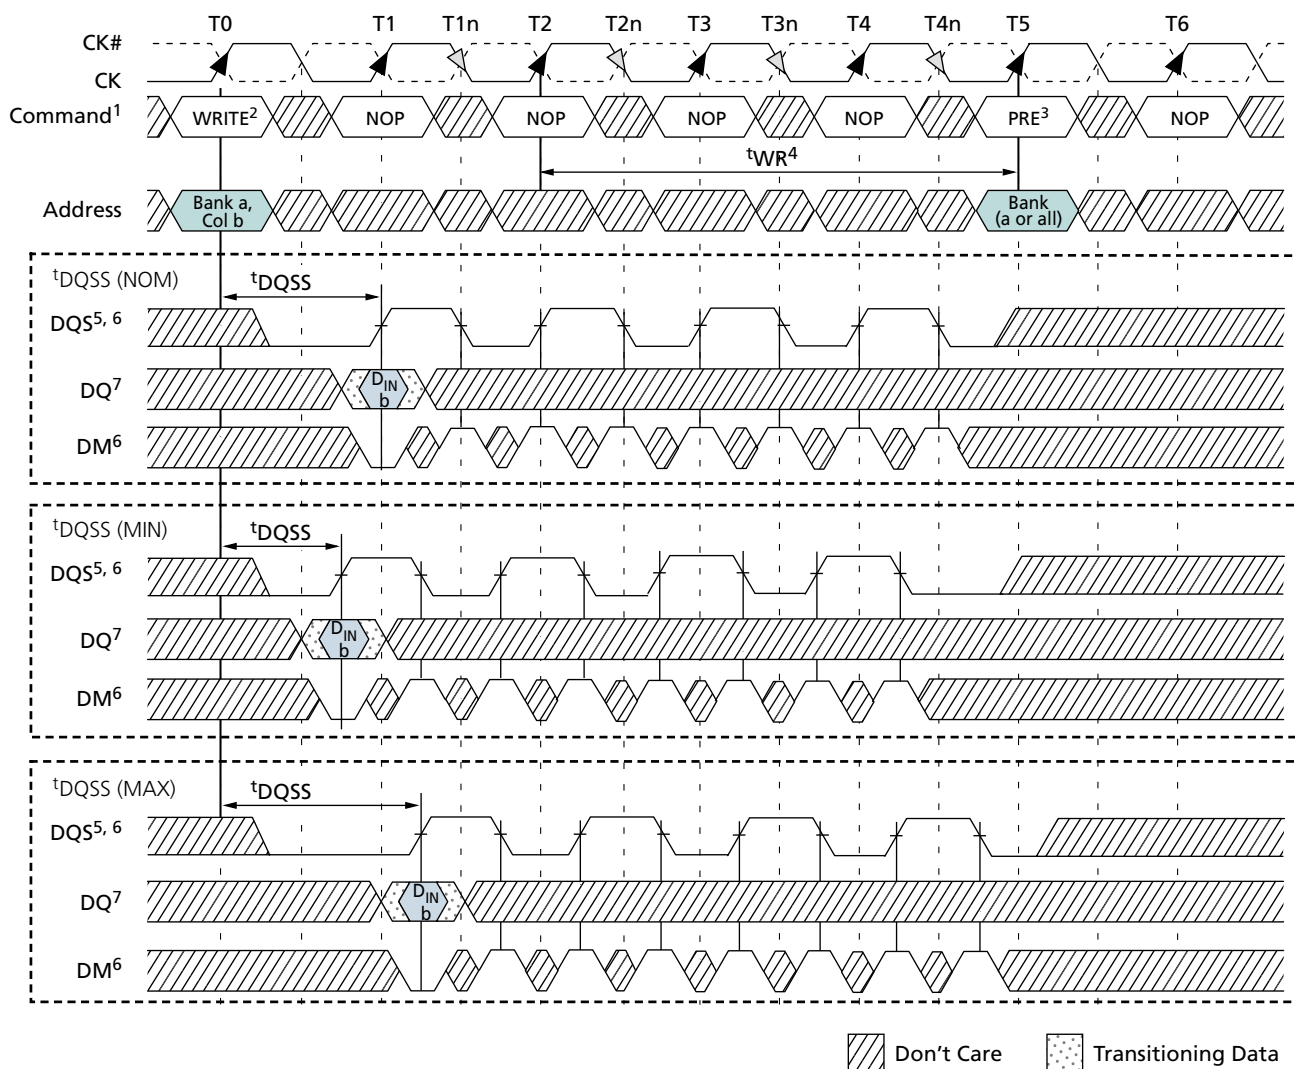 T0 T1 T1n T2 T2n T3 T3n T4 T4n T5 T6
CK#
CK
Command1 WRITE2 NOP NOP NOP NOP PRE3 NOP
tWR4
Address Bank a, Col b Bank (a or all)
tDQSS (NOM) tDQSS
DQS5, 6
DQ7 DIN b
DM6
tDQSS (MIN) tDQSS
DQS5, 6
DQ7 DIN b
DM6
tDQSS (MAX) tDQSS
DQS5, 6
DQ7 DIN b
DM6
Don't Care Transitioning Data